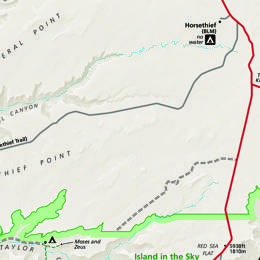 Horsethief
(BLM)
no
water
ERAL POINT
L CANYON
ethief Trail)
THIEF POINT
Moses and
Zeus
TAYLOR
RED SEA
FLAT
5938ft
1810m
Island in the Sky